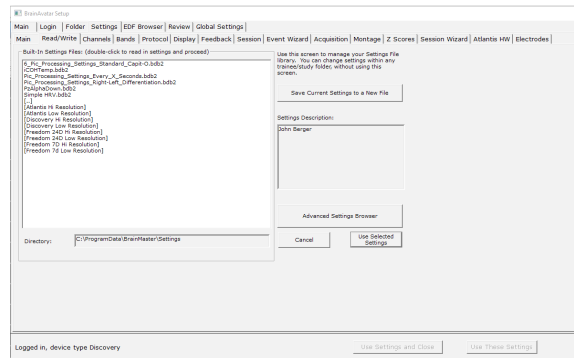 BrainAvatar Setup
Main Login Folder Settings EDF Browser Review Global Settings
Main Read/Write Channels Bands Protocol Display Feedback Session Event Wizard Acquisition Montage Z Scores Session Wizard Atlantis HW Electrodes
Built-In Settings Files: (double-click to read in settings and proceed)
6_Pic_Processing_Settings_Standard_Capit-O.bdb2
iCOHTemp.bdb2
Pic_Processing_Settings_Every_X_Seconds.bdb2
Pic_Processing_Settings_Right-Left_Differentiation.bdb2
PzAlphaDown.bdb2
Simple HRV.bdb2
[..]
[Atlantis Hi Resolution]
[Atlantis Low Resolution]
[Discovery Hi Resolution]
[Discovery Low Resolution]
[Freedom 24D Hi Resolution]
[Freedom 24D Low Resolution]
[Freedom 7D Hi Resolution]
[Freedom 7d Low Resolution]
Directory: C:\ProgramData\BrainMaster\Settings
Use this screen to manage your Settings File
library. You can change settings within any
trainee/study folder, without using this
screen.
Save Current Settings to a New File
Settings Description:
John Barger
Advanced Settings Browser
Cancel
Use Selected
Settings
Logged in, device type Discovery
Use Settings and Close
Use These Settings